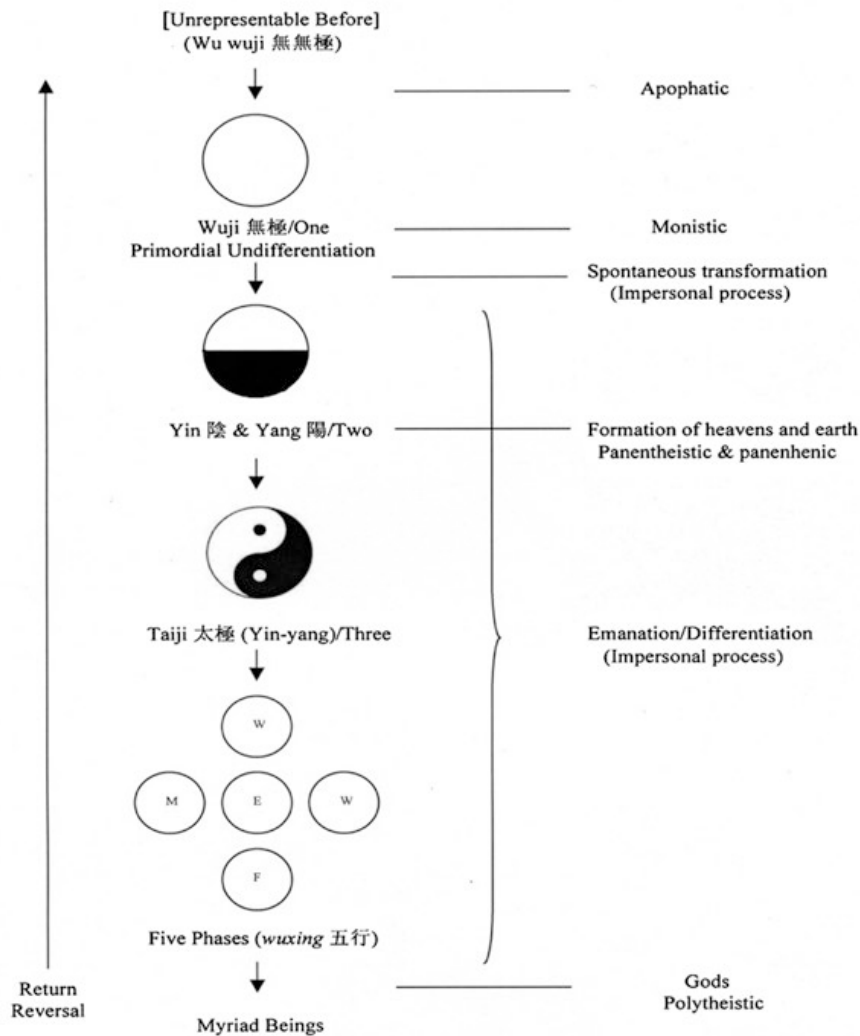 [Unrepresentable Before]
(Wu wuji 無無極)
Apophatic
Wuji 無極/One
Primordial Undifferentiation
Monistic
Spontaneous transformation
(Impersonal process)
Yin 陰 & Yang 陽/Two
Formation of heavens and earth
Panentheistic & panenhenic
Taiji 太極 (Yin-yang)/Three
Emanation/Differentiation
(Impersonal process)
W
M E W
F
Five Phases (wuxing 五行)
Return
Reversal
Gods
Polytheistic
Myriad Beings